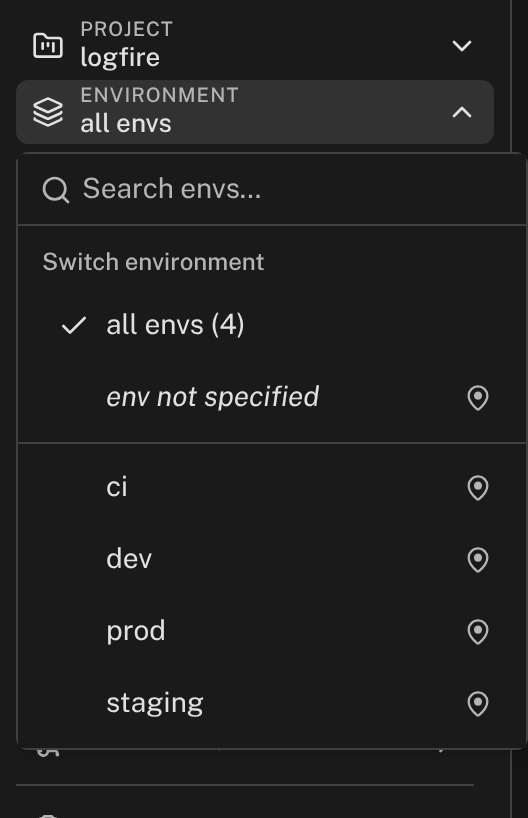 PROJECT
logfire
ENVIRONMENT
all envs
Search envs...
Switch environment
all envs (4)
env not specified
ci
dev
prod
staging